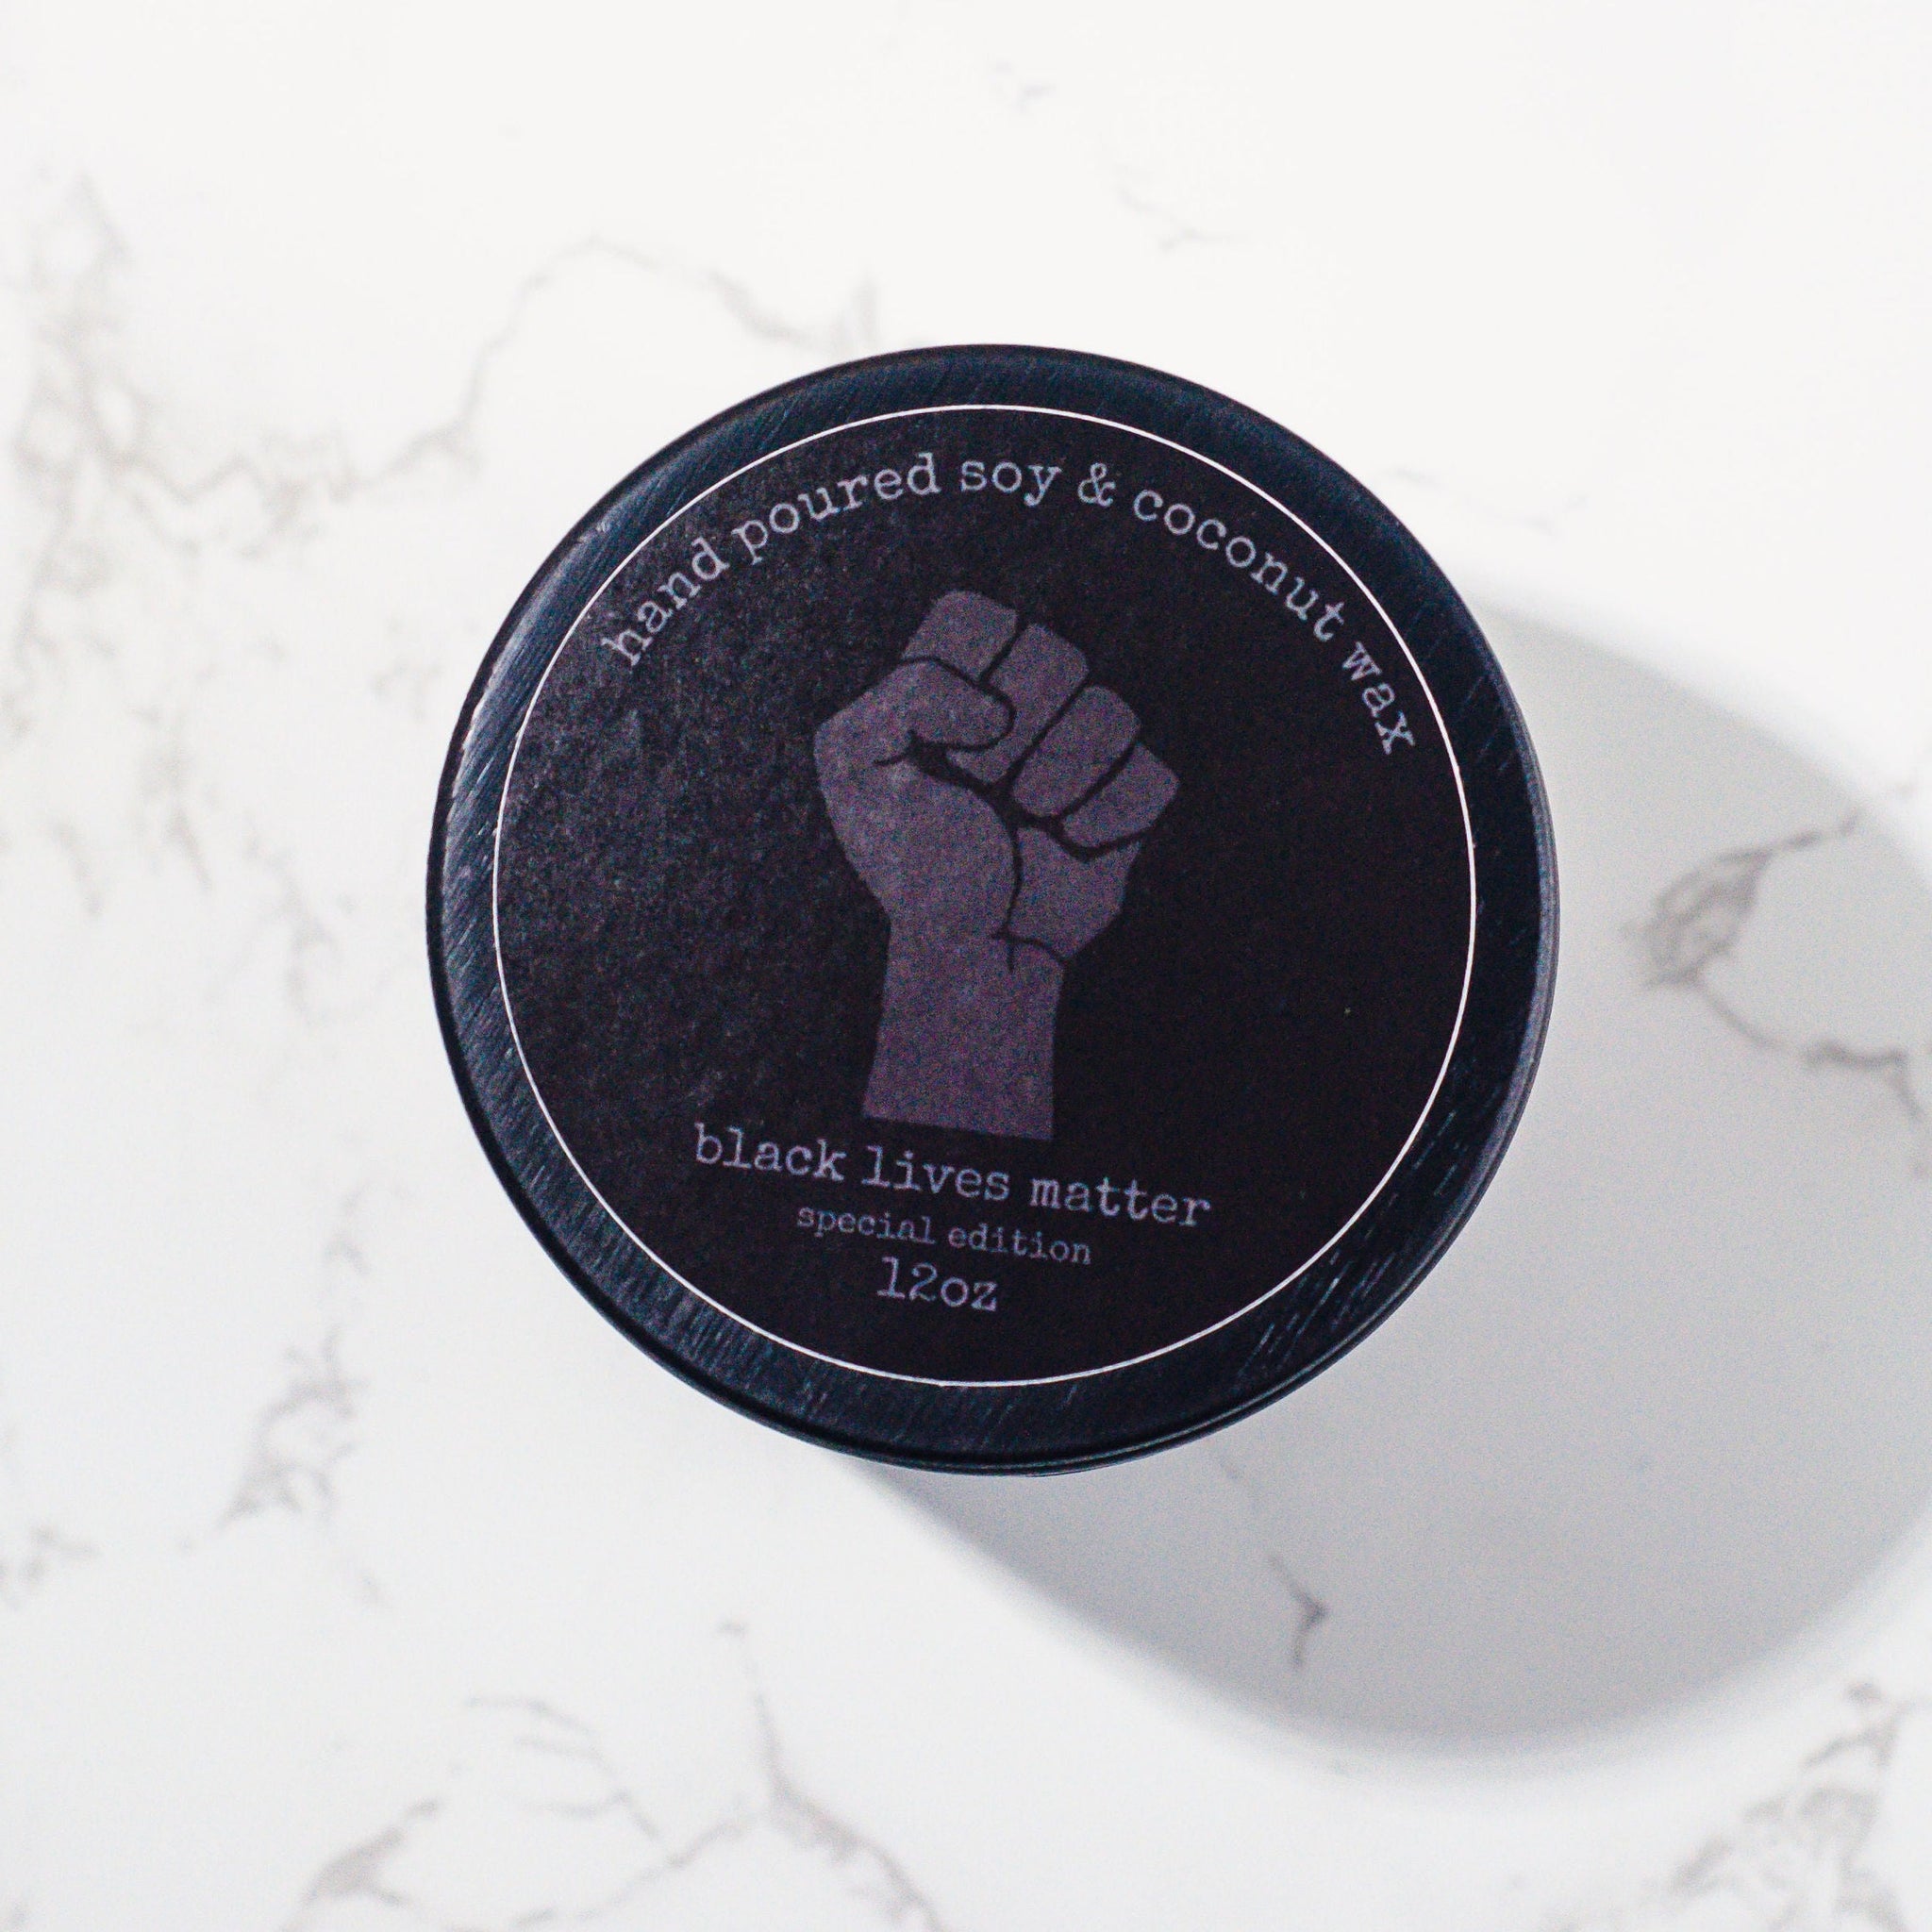 hand poured soy & coconut wax
black lives matter
special edition
12oz